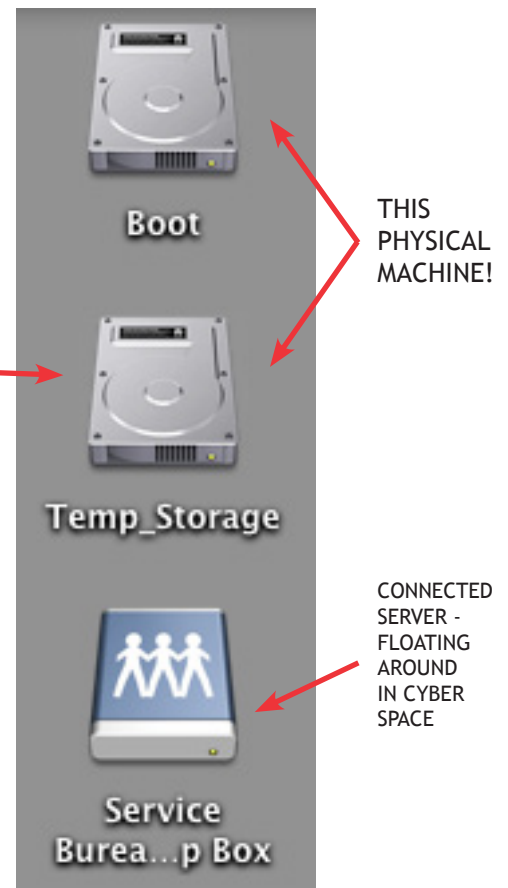 Boot
THIS
PHYSICAL
MACHINE!
Temp_Storage
CONNECTED
SERVER -
FLOATING
AROUND
IN CYBER
SPACE
Service
Burea...p Box